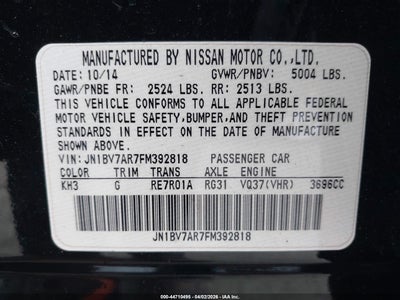 MANUFACTURED BY NISSAN MOTOR CO.,LTD.
DATE: 10/14 GVWR/PNBV: 5004 LBS.
GAWR/PNBE FR: 2524 LBS. RR: 2513 LBS.
THIS VEHICLE CONFORMS TO ALL APPLICABLE FEDERAL
MOTOR VEHICLE SAFETY,BUMPER,AND THEFT PREVENTION
STANDARDS IN EFFECT ON THE DATE OF MANUFACTURE
SHOWN ABOVE.
VIN: JN1BV7AR7FM392818 PASSENGER CAR
COLOR TRIM TRANS AXLE ENGINE
KH3 G RE7R01A RG31 VQ37(VHR) 3696CC
JN1BV7AR7FM392818
000-44710495 - 04/02/2026 - 000-232